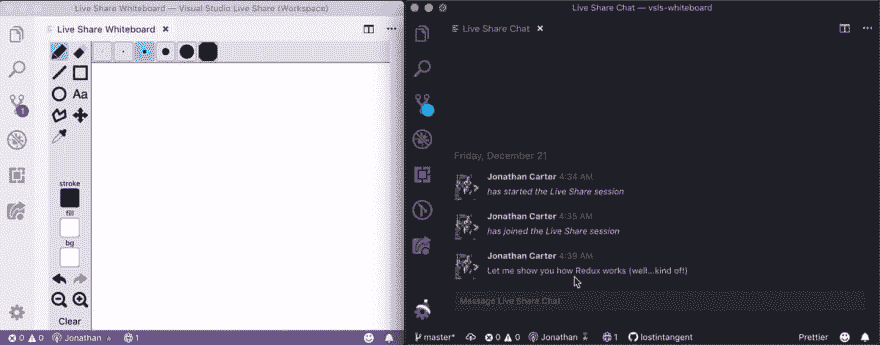 Live Share Whiteboard — Visual Studio Live Share (Workspace)
Live Share Whiteboard ×
Aa
stroke
fill
bg
Clear
1
0 0 Jonathan 1
Live Share Chat — vsls-whiteboard
Live Share Chat ×
Friday, December 21
Jonathan Carter 4:34 AM
has started the Live Share session
Jonathan Carter 4:35 AM
has joined the Live Share session
Jonathan Carter 4:39 AM
Let me show you how Redux works (well...kind of!)
Message Live Share Chat
master* 0 0 Jonathan 1 lostintangent Prettier